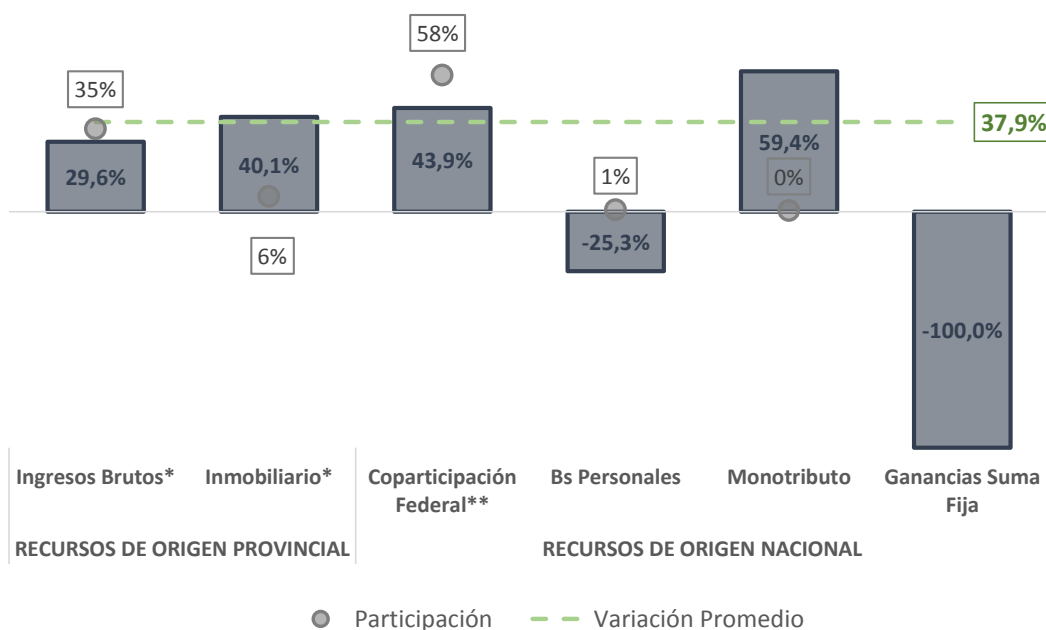 58%
35%
37,9%
29,6%
40,1%
43,9%
59,4%
1%
0%
6%
-25,3%
-100,0%
Ingresos Brutos*
Inmobiliario*
Coparticipación
Federal**
Bs Personales
Monotributo
Ganancias Suma
Fija
RECURSOS DE ORIGEN PROVINCIAL
RECURSOS DE ORIGEN NACIONAL
Participación
Variación Promedio